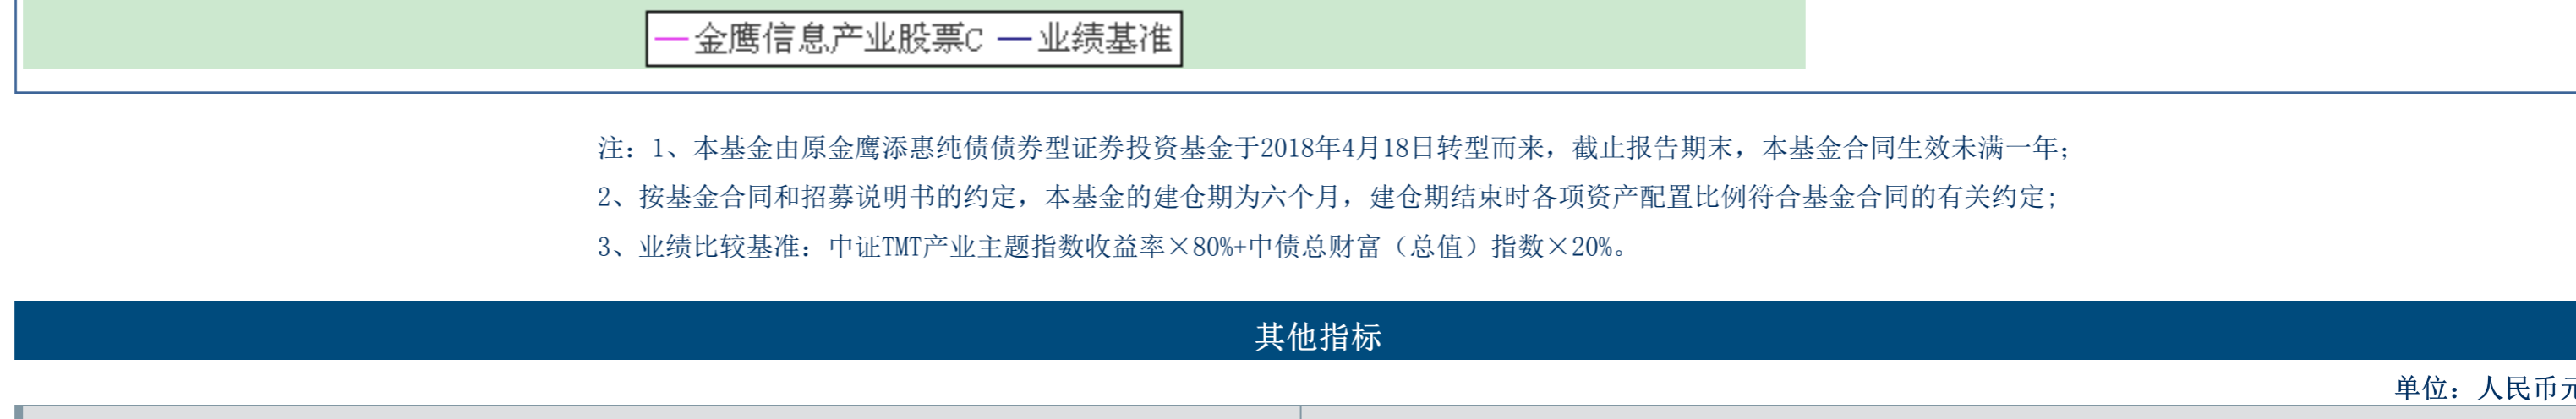 金鹰信息产业股票C 业绩基准
注：1、本基金由原金鹰添惠纯债债券型证券投资基金于2018年4月18日转型而来，截止报告期末，本基金合同生效未满一年；
2、按基金合同和招募说明书的约定，本基金的建仓期为六个月，建仓期结束时各项资产配置比例符合基金合同的有关约定；
3、业绩比较基准：中证TMT产业主题指数收益率×80%+中债总财富（总值）指数×20%。
其他指标
单位：人民币元